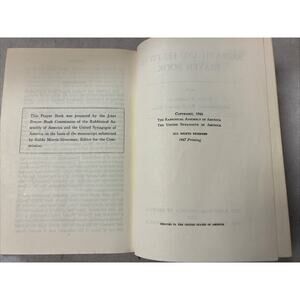 This Prayer Book was prepared by the Joint
Prayer Book Commission of the Rabbinical As-
sembly of America and the United Synagogue of
America on the basis of the manuscript submitted
by Rabbi Morris Silverman, Editor for the Com-
mission.
COPYRIGHT, 1946
THE RABBINICAL ASSEMBLY OF AMERICA
THE UNITED SYNAGOGUE OF AMERICA
ALL RIGHTS RESERVED
1967 Printing
PRINTED IN THE UNITED STATES OF AMERICA